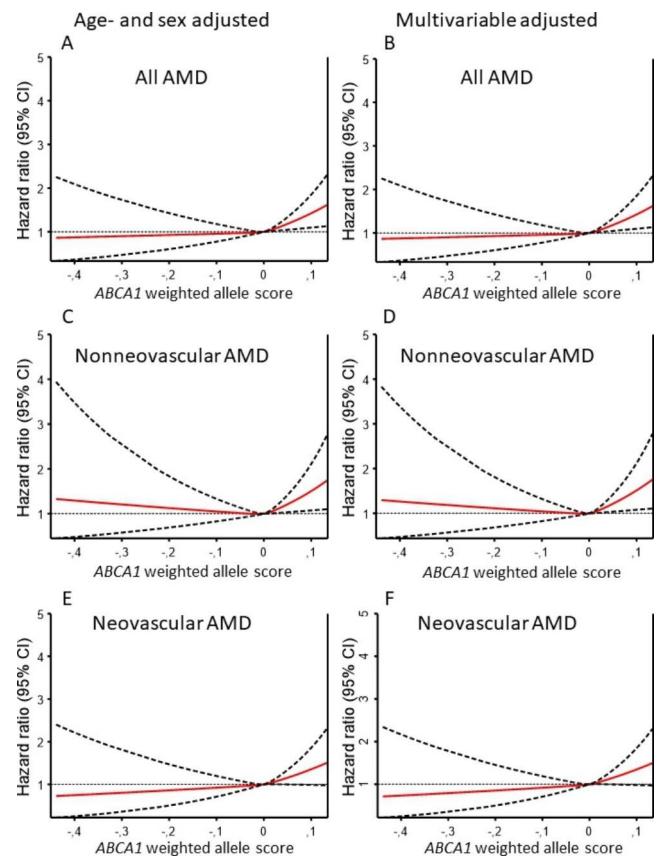 Age- and sex adjusted
Multivariable adjusted
A
All AMD
Hazard ratio (95% CI)
5
4
3
2
1
-,4
-,3
-,2
-,1
0
,1
ABCA1 weighted allele score
B
All AMD
Hazard ratio (95% CI)
5
4
3
2
1
-,4
-,3
-,2
-,1
0
,1
ABCA1 weighted allele score
C
Nonneovascular AMD
Hazard ratio (95% CI)
5
4
3
2
1
-,4
-,3
-,2
-,1
0
,1
ABCA1 weighted allele score
D
Nonneovascular AMD
Hazard ratio (95% CI)
5
4
3
2
1
-,4
-,3
-,2
-,1
0
,1
ABCA1 weighted allele score
E
Neovascular AMD
Hazard ratio (95% CI)
5
4
3
2
1
-,4
-,3
-,2
-,1
0
,1
ABCA1 weighted allele score
F
Neovascular AMD
Hazard ratio (95% CI)
5
4
3
2
1
-,4
-,3
-,2
-,1
0
,1
ABCA1 weighted allele score